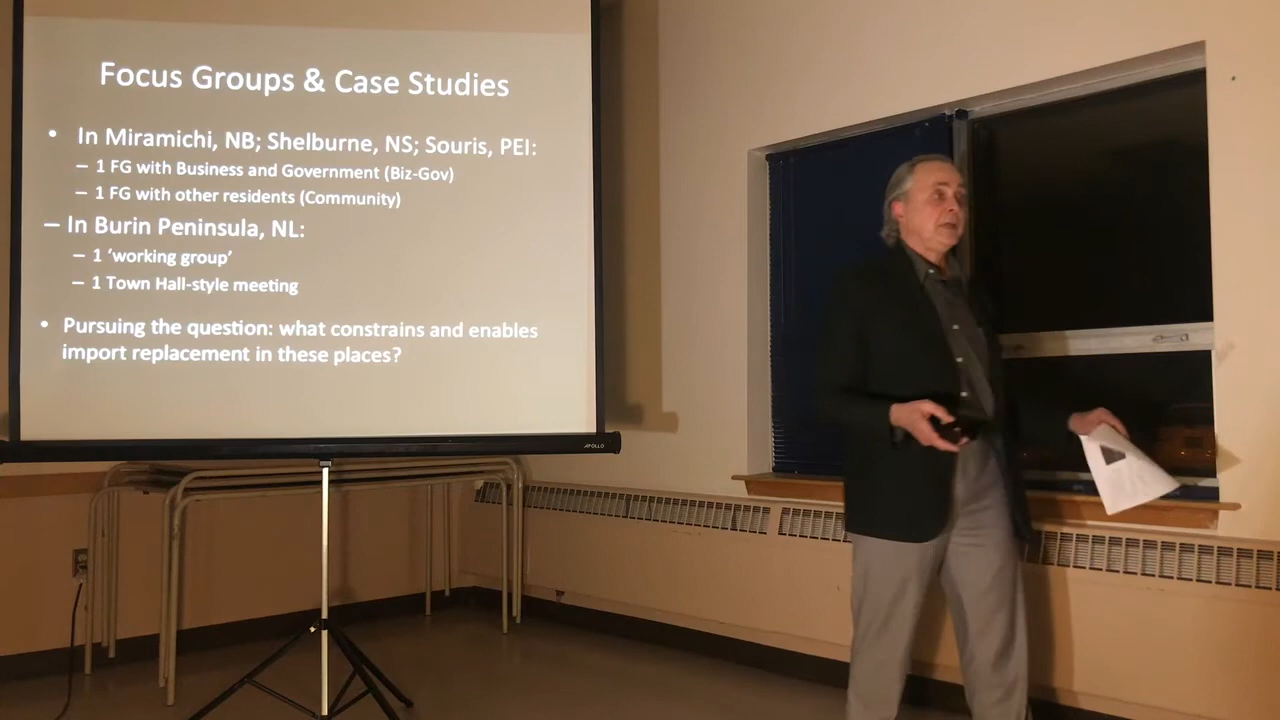 Focus Groups & Case Studies
• In Miramichi, NB; Shelburne, NS; Souris, PEI:
– 1 FG with Business and Government (Biz-Gov)
– 1 FG with other residents (Community)
– In Burin Peninsula, NL:
– 1 ‘working group’
– 1 Town Hall-style meeting
• Pursuing the question: what constrains and enables
import replacement in these places?
APOLLO